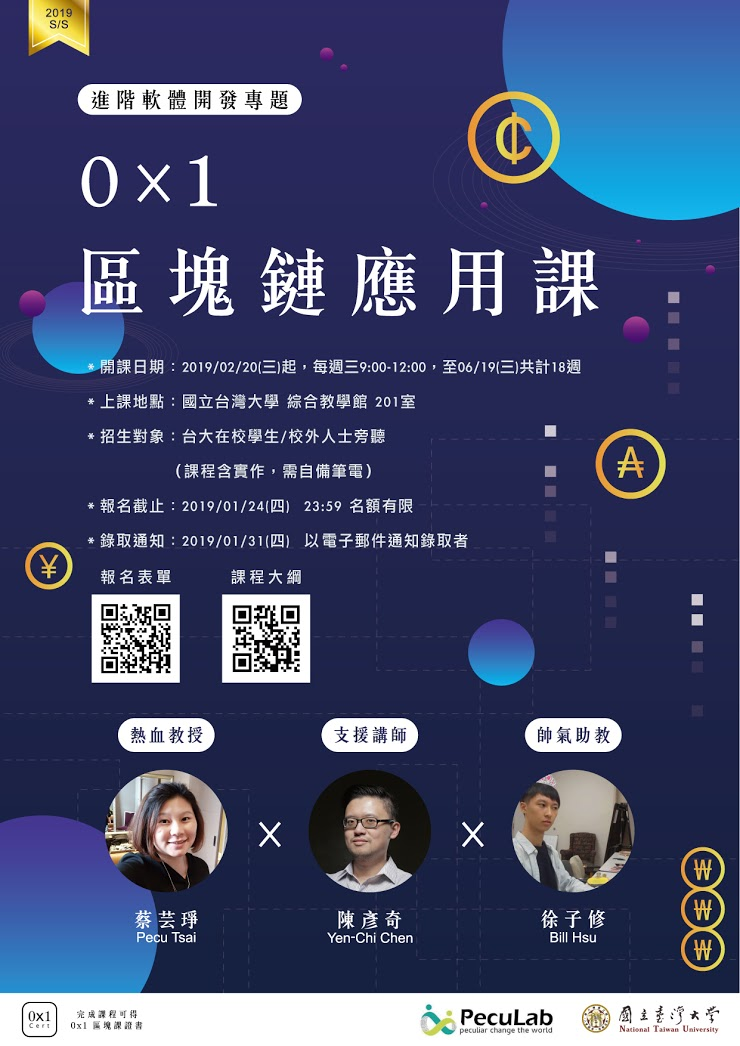 2019
S/S
進階軟體開發專題
0×1
區塊鏈應用課
* 開課日期：2019/02/20(三)起，每週三9:00-12:00，至06/19(三)共計18週
* 上課地點：國立台灣大學 綜合教學館 201室
* 招生對象：台大在校學生/校外人士旁聽
（課程含實作，需自備筆電）
* 報名截止：2019/01/24(四) 23:59 名額有限
* 錄取通知：2019/01/31(四) 以電子郵件通知錄取者
報名表單 課程大綱
熱血教授 支援講師 帥氣助教
蔡芸琤 × 陳彥奇 × 徐子修
Pecu Tsai Yen-Chi Chen Bill Hsu
0x1
Cert
完成課程可得
0x1 區塊課證書
PecuLab
peculiar change the world
國立臺灣大學
National Taiwan University